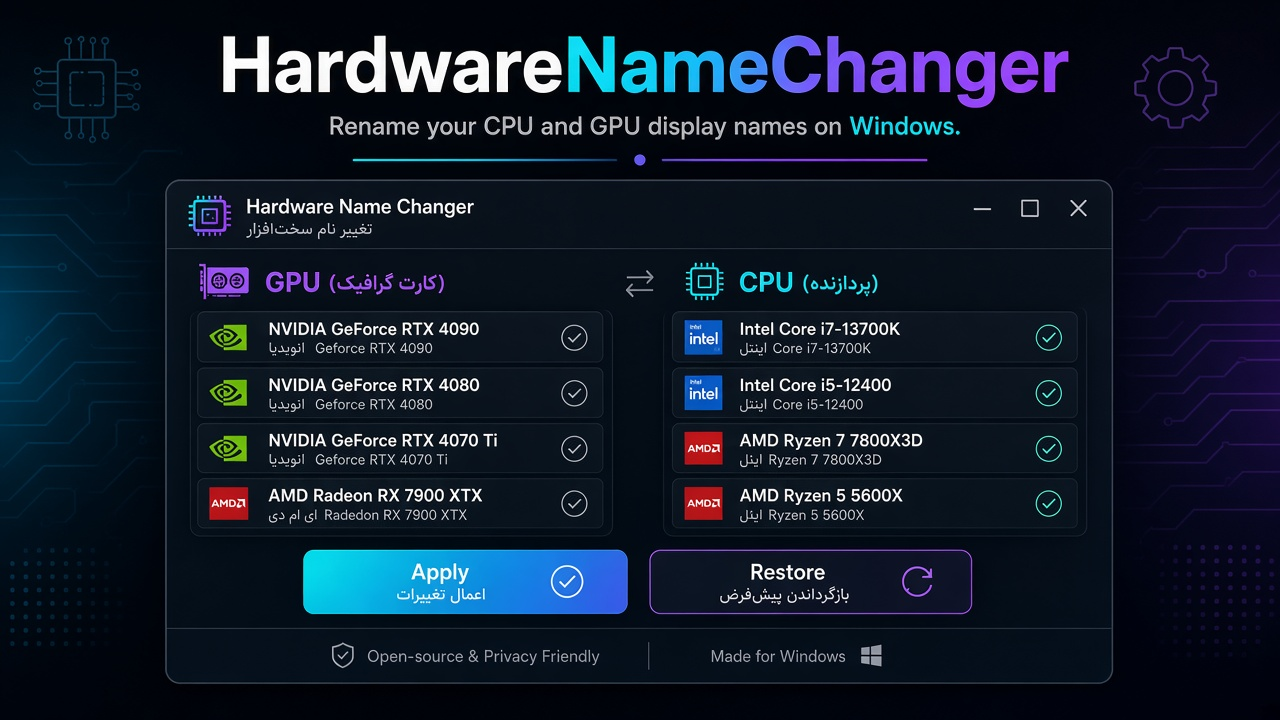 HardwareNameChanger
Rename your CPU and GPU display names on Windows.
Hardware Name Changer
تغییر نام سخت‌افزار
GPU (کارت گرافیک)
NVIDIA GeForce RTX 4090
انویدیا Geforce RTX 4090
NVIDIA GeForce RTX 4080
انویدیا Geforce RTX 4080
NVIDIA GeForce RTX 4070 Ti
انویدیا Geforce RTX 4070 Ti
AMD
AMD Radeon RX 7900 XTX
ای ام دی Radedon RX 7900 XTX
CPU (پردازنده)
intel
intel
Intel Core i7-13700K
اینتل Core i7-13700K
intel
intel
Intel Core i5-12400
اینتل Core i5-12400
AMD
AMD Ryzen 7 7800X3D
اینل Ryzen 7 7800X3D
AMD
AMD Ryzen 5 5600X
اینل Ryzen 5 5600X
Apply
اعمال تغییرات
Restore
بازگرداندن پیش‌فرض
Open-source & Privacy Friendly
Made for Windows